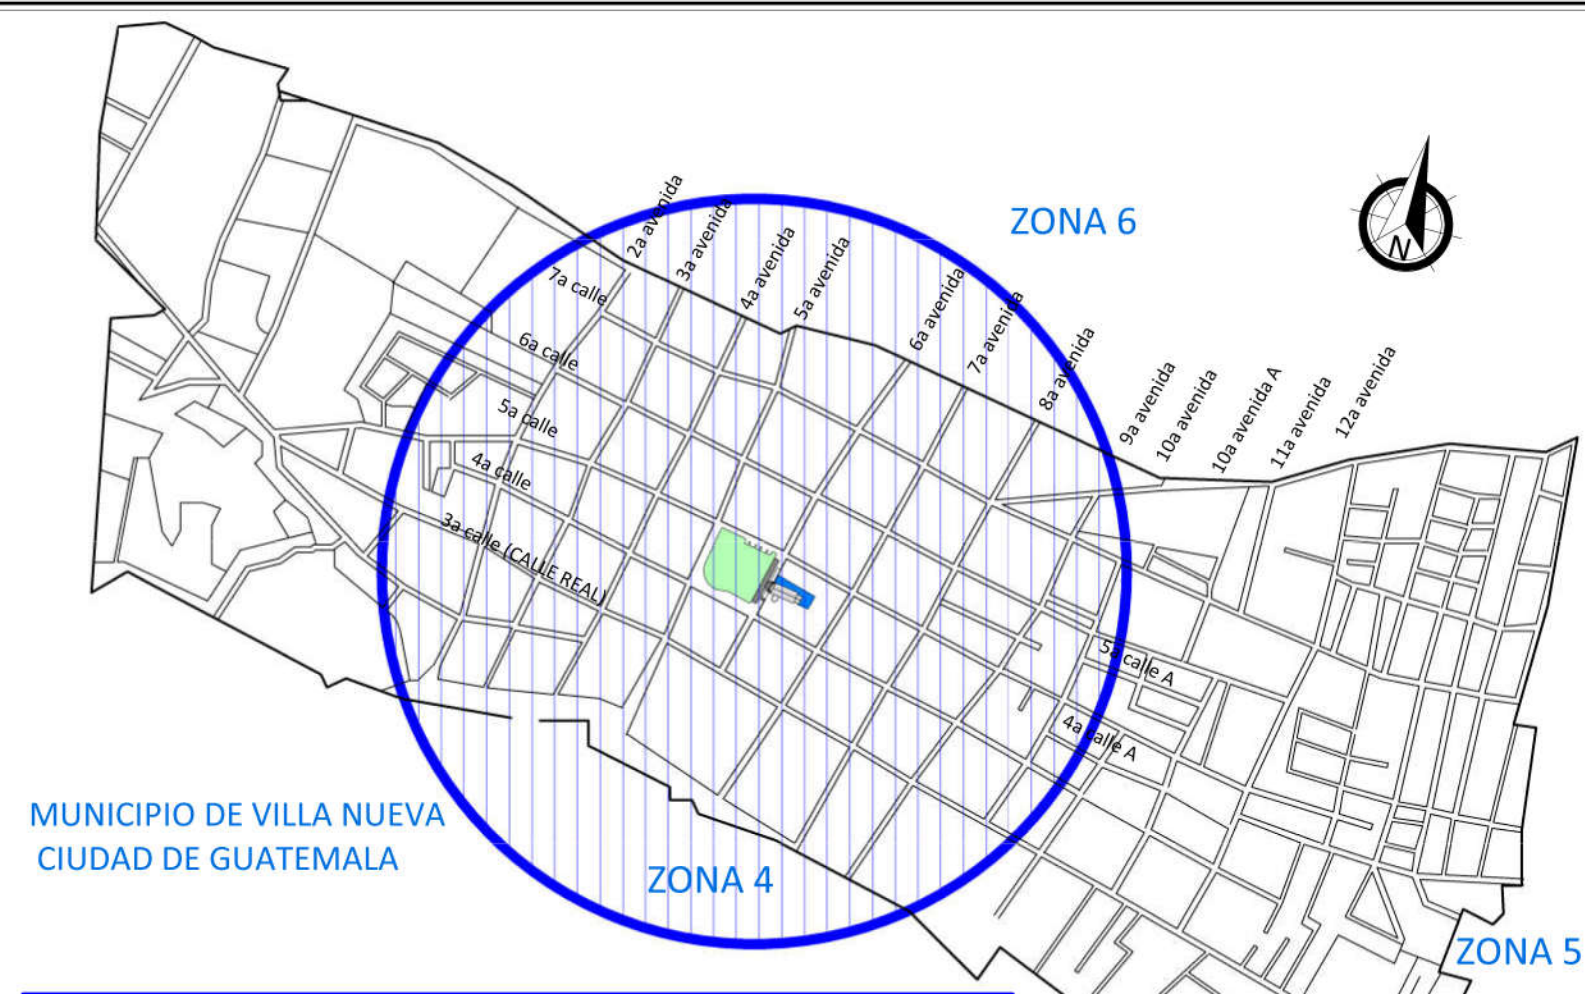 ZONA 6
N
2a avenida
3a avenida
4a avenida
5a avenida
6a avenida
7a avenida
8a avenida
9a avenida
10a avenida
10a avenida A
11a avenida
12a avenida
7a calle
6a calle
5a calle
4a calle
3a calle (CALLE REAL)
5a calle A
4a calle A
MUNICIPIO DE VILLA NUEVA
CIUDAD DE GUATEMALA
ZONA 4
ZONA 5